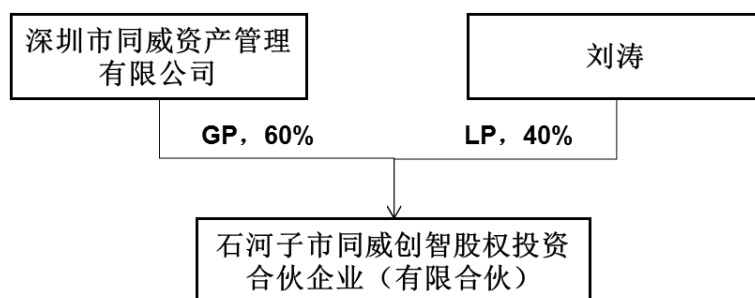 深圳市同威资产管理
有限公司
刘涛
GP，60%
LP，40%
石河子市同威创智股权投资
合伙企业（有限合伙）